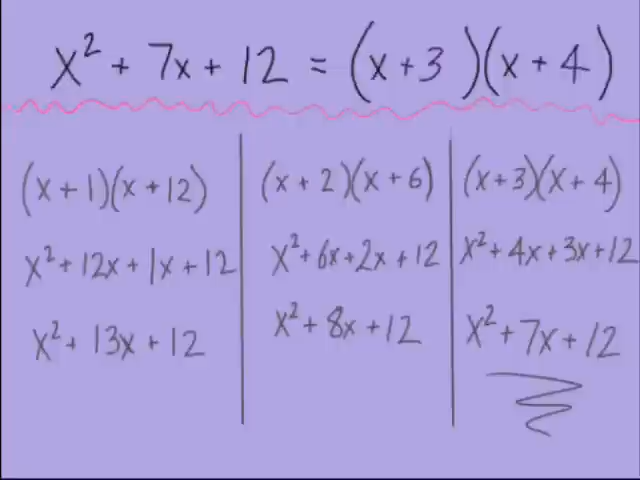 x² + 7x + 12 = (x + 3 )(x + 4 )
(x + 1)(x + 12)
x² + 12x + 1x + 12
x² + 13x + 12
(x + 2)(x + 6)
x² + 6x + 2x + 12
x² + 8x + 12
(x + 3)(x + 4)
x² + 4x + 3x + 12
x² + 7x + 12